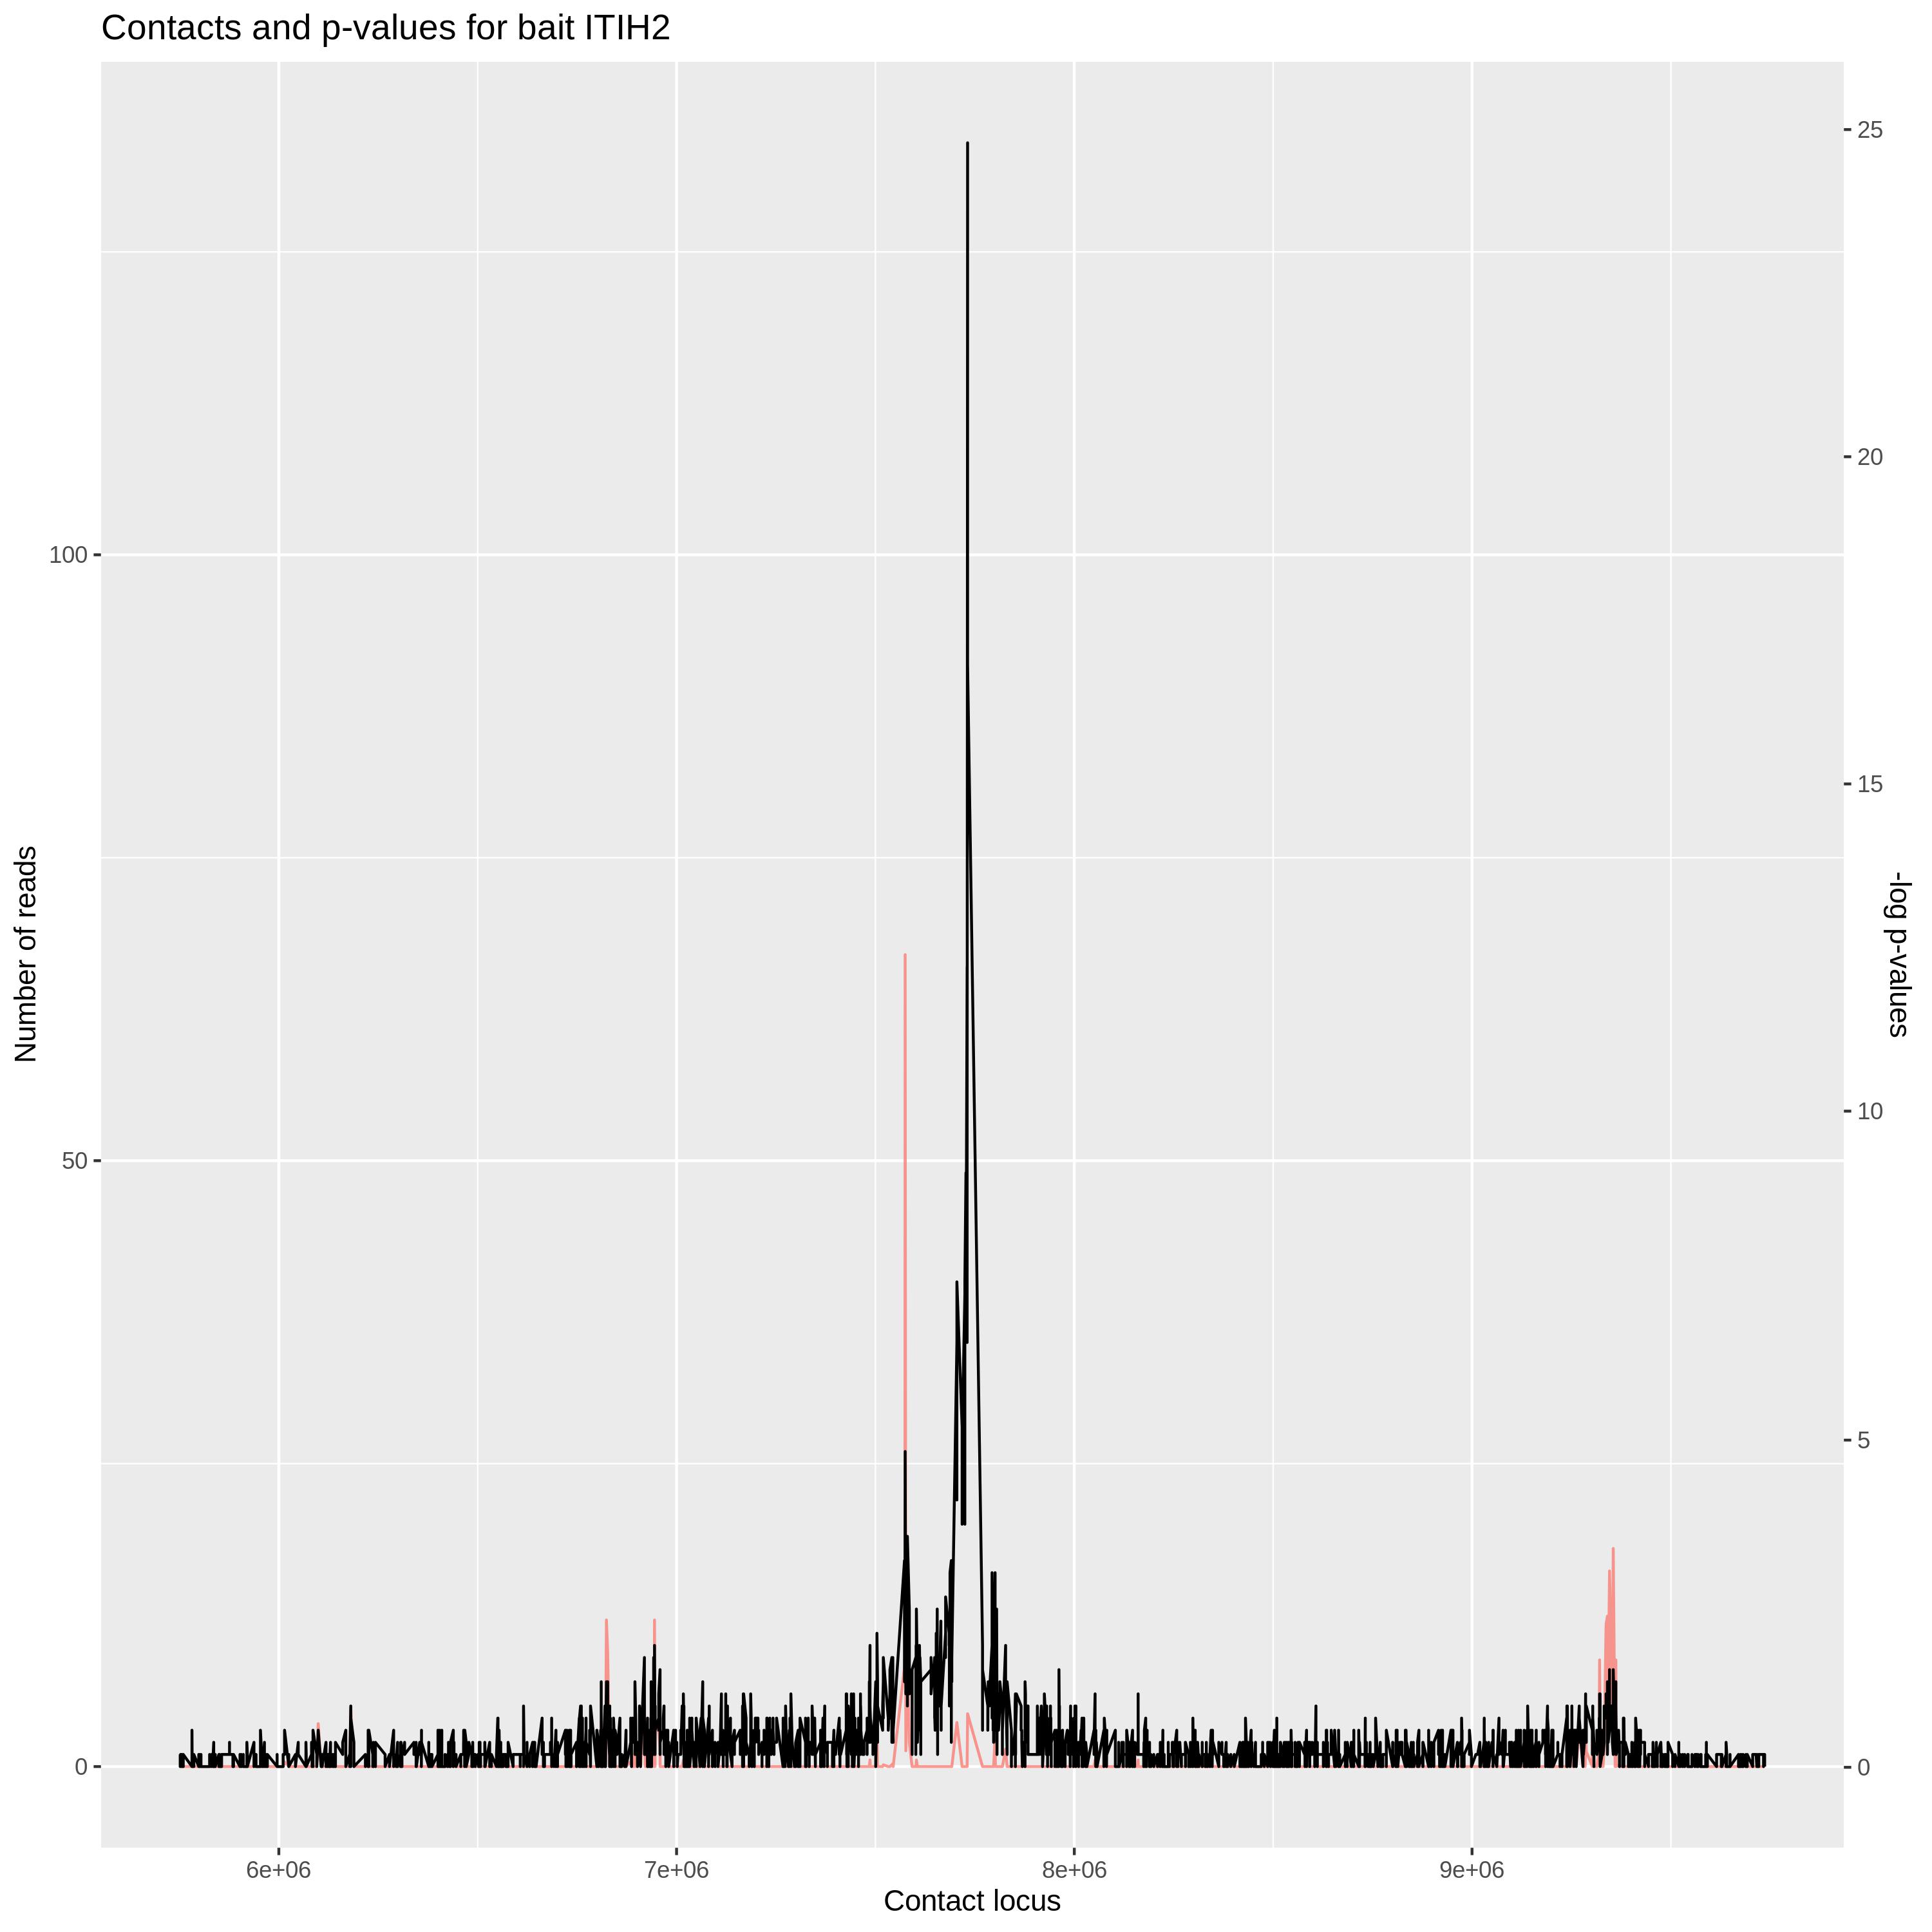 Contacts and p-values for bait ITIH2
Number of reads
100
50
0
25
20
15
10
5
0
-log p-values
6e+06
7e+06
8e+06
9e+06
Contact locus